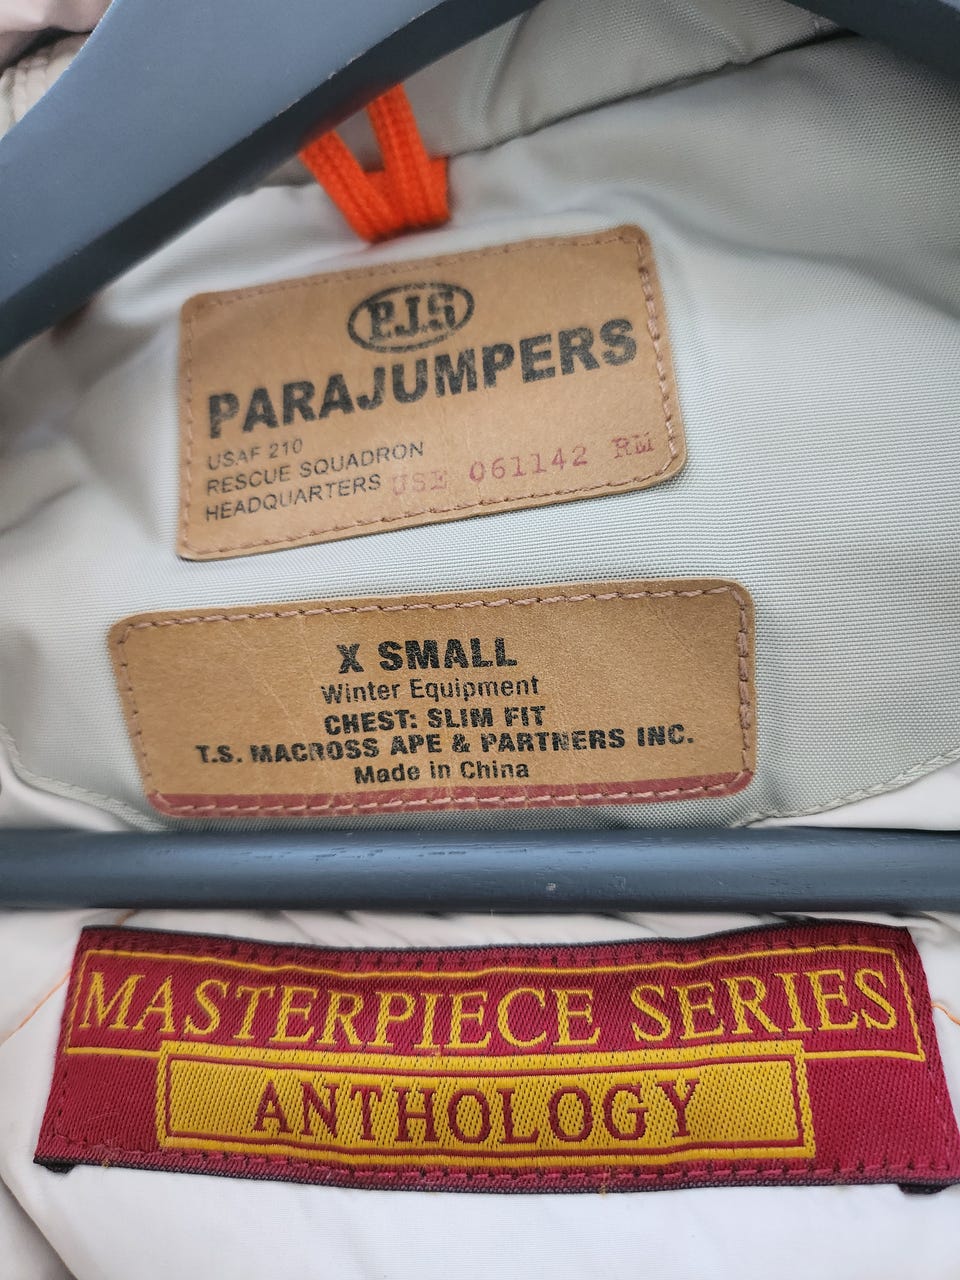 P.J.S
PARAJUMPERS
USAF 210
RESCUE SQUADRON
HEADQUARTERS USE 061142 RM
X SMALL
Winter Equipment
CHEST: SLIM FIT
T.S. MACROSS APE & PARTNERS INC.
Made in China
MASTERPIECE SERIES
ANTHOLOGY